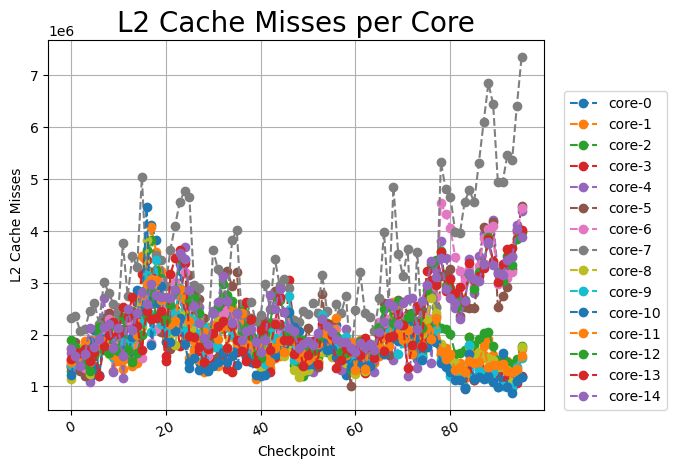 L2 Cache Misses per Core
1e6
7
6
5
4
3
2
1
L2 Cache Misses
0
20
40
60
80
Checkpoint
core-0
core-1
core-2
core-3
core-4
core-5
core-6
core-7
core-8
core-9
core-10
core-11
core-12
core-13
core-14